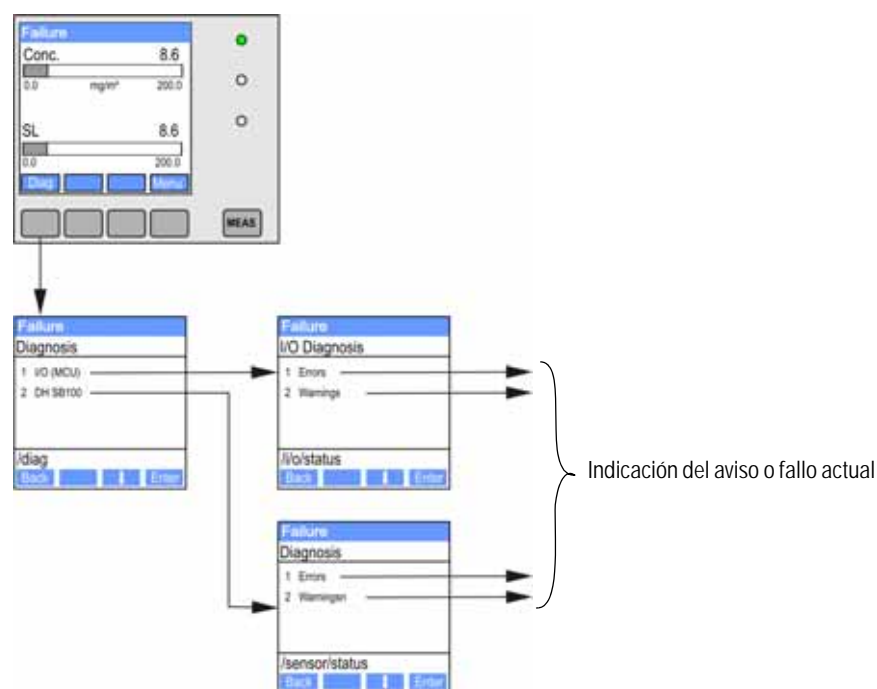 Failure
Conc. 8.6
0.0 mg/m³ 200.0
SL 8.6
0.0 200.0
Diag Menu
MEAS
Failure
Diagnosis
1 I/O (MCU)
2 DH SB100
/diag
Back Enter
Failure
I/O Diagnosis
1 Errors
2 Warnings
/i/o/status
Back Enter
Failure
Diagnosis
1 Errors
2 Warningen
/sensor/status
Back Enter
Indicación del aviso o fallo actual